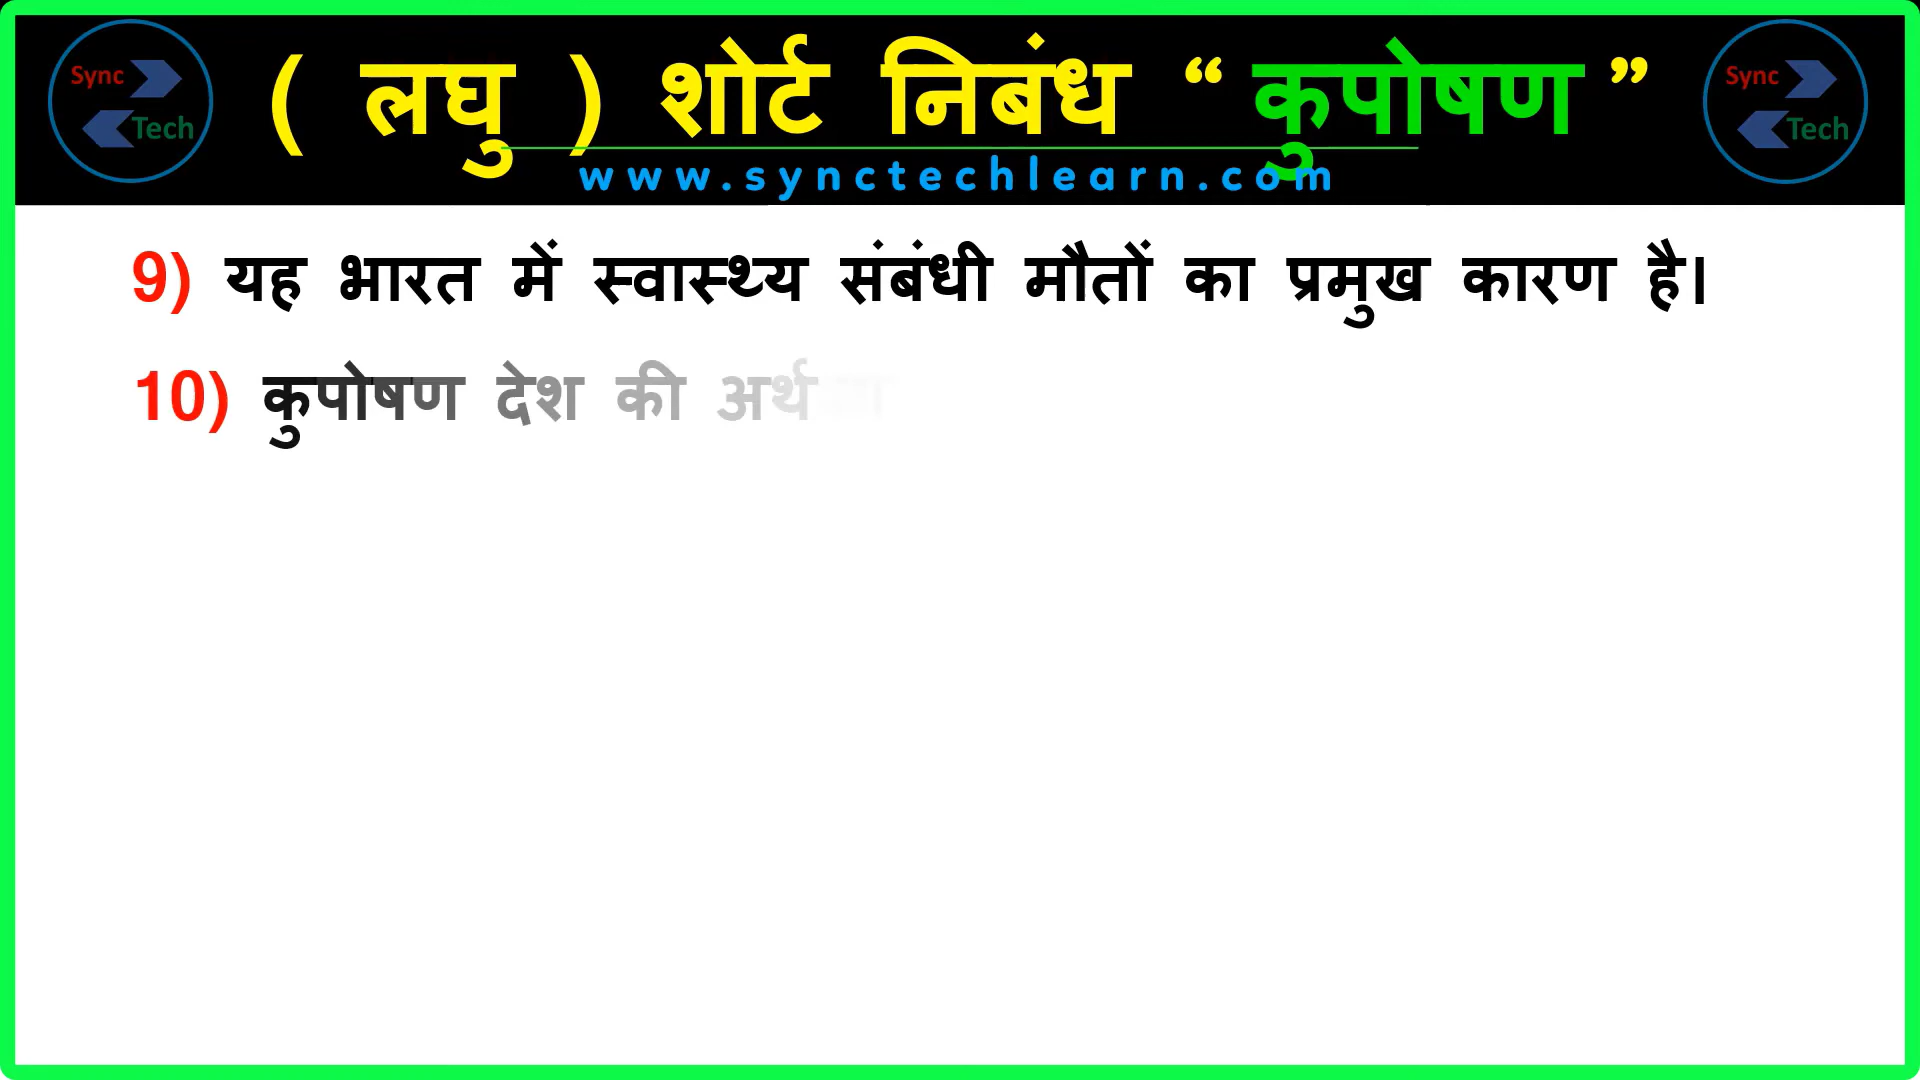 Sync
Tech
( लघु ) शोर्ट निबंध “ कुपोषण ”
www.synctechlearn.com
Sync
Tech
9) यह भारत में स्वास्थ्य संबंधी मौतों का प्रमुख कारण है।
10) कुपोषण देश की